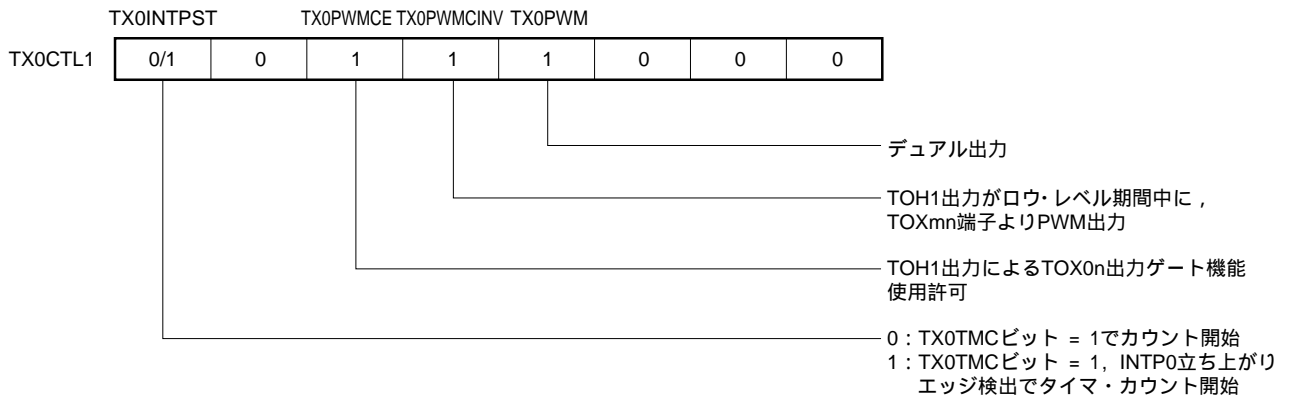 TX0INTPST TX0PWMCE TX0PWMCINV TX0PWM
TX0CTL1 0/1 0 1 1 1 0 0 0
デュアル出力
TOH1出力がロウ・レベル期間中に，
TOXmn端子よりPWM出力
TOH1出力によるTOX0n出力ゲート機能
使用許可
0：TX0TMCビット = 1でカウント開始
1：TX0TMCビット = 1，INTP0立ち上がり
エッジ検出でタイマ・カウント開始